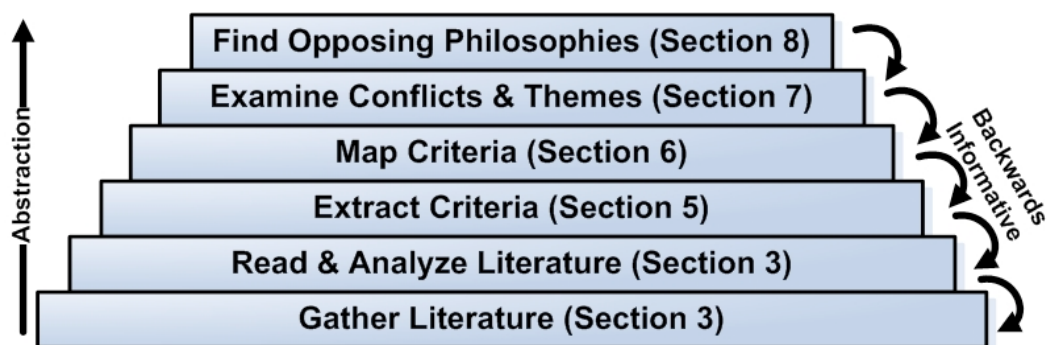 Find Opposing Philosophies (Section 8)
Examine Conflicts & Themes (Section 7)
Map Criteria (Section 6)
Extract Criteria (Section 5)
Read & Analyze Literature (Section 3)
Gather Literature (Section 3)
Abstraction
Backwards
Informative